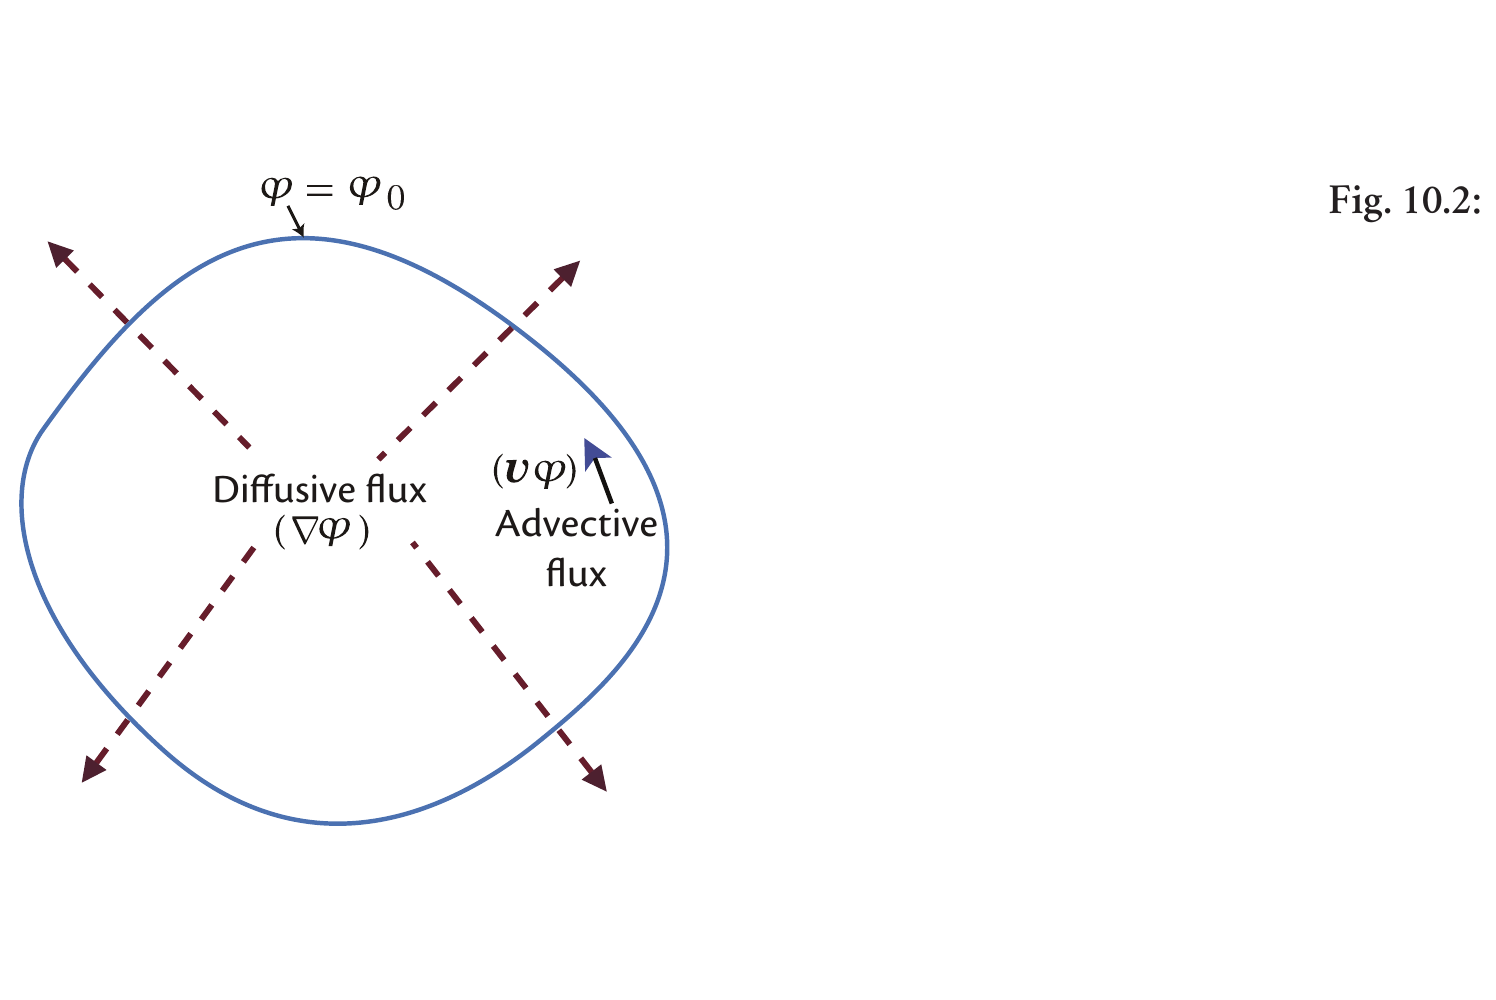 φ = φ₀
Fig. 10.2:
(vφ)
Diffusive flux
(∇φ)
Advective
flux